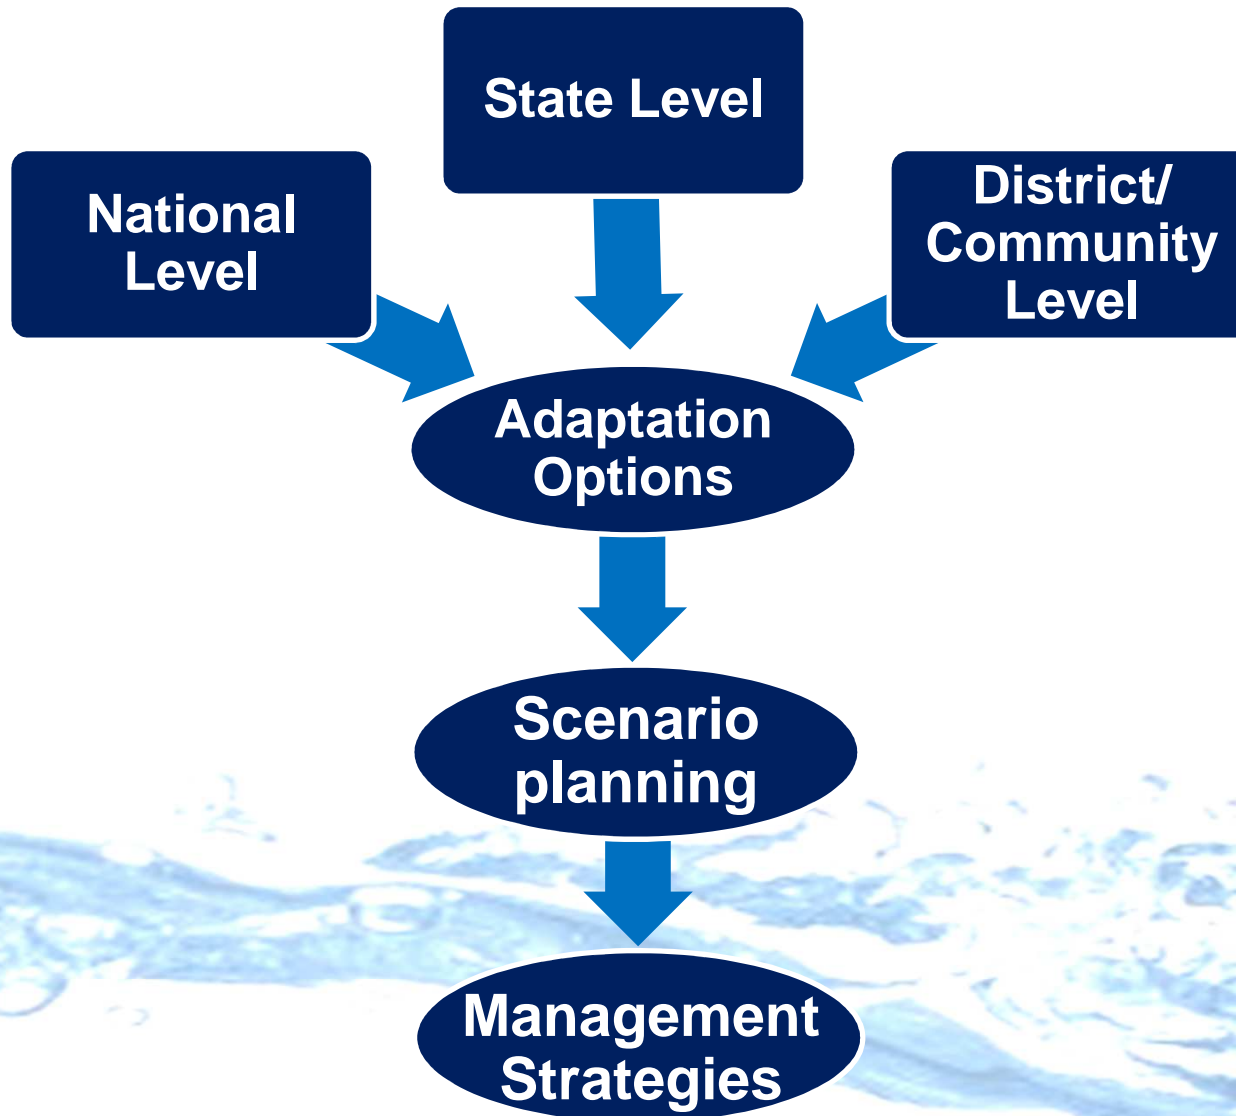 State Level
National
Level
District/
Community
Level
Adaptation
Options
Scenario
planning
Management
Strategies